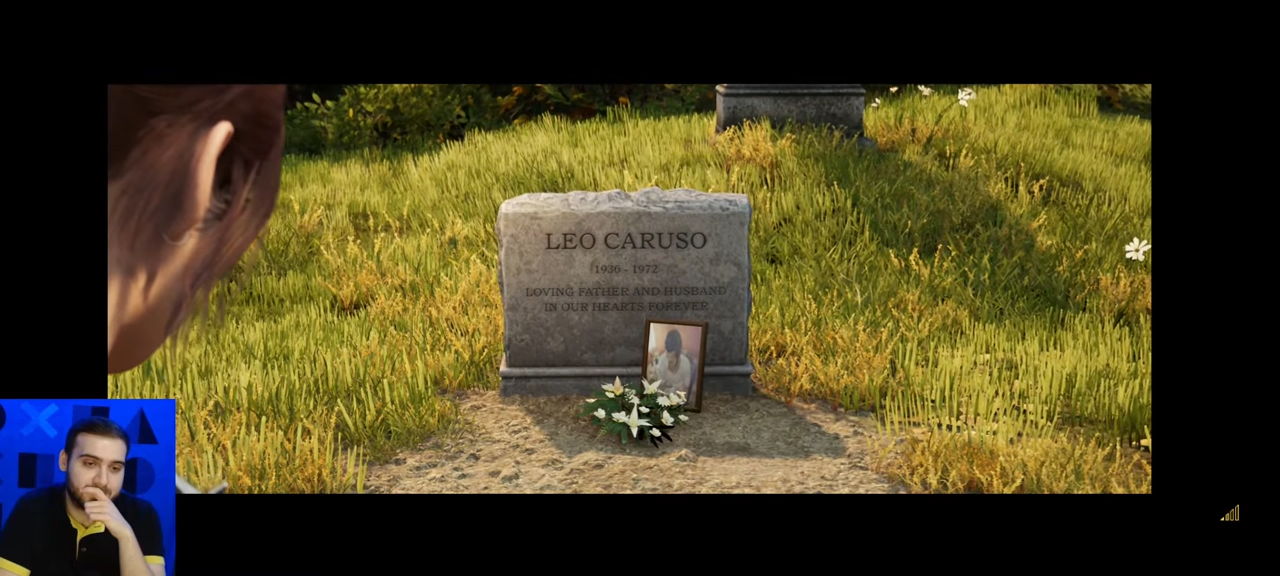 LEO CARUSO
1936 - 1972
LOVING FATHER AND HUSBAND
IN OUR HEARTS FOREVER